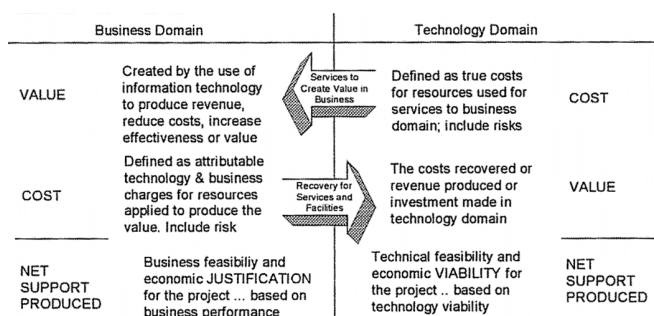 Business Domain
Technology Domain
VALUE
Created by the use of
information technology
to produce revenue,
reduce costs, increase
effectiveness or value
Services to
Create Value in
Business
Defined as true costs
for resources used for
services to business
domain; include risks
COST
COST
Defined as attributable
technology & business
charges for resources
applied to produce the
value. Include risk
Recovery for
Services and
Facilities
The costs recovered or
revenue produced or
investment made in
technology domain
VALUE
NET
SUPPORT
PRODUCED
Business feasibiliy and
economic JUSTIFICATION
for the project ... based on
business performance
Technical feasibility and
economic VIABILITY for
the project .. based on
technology viability
NET
SUPPORT
PRODUCED